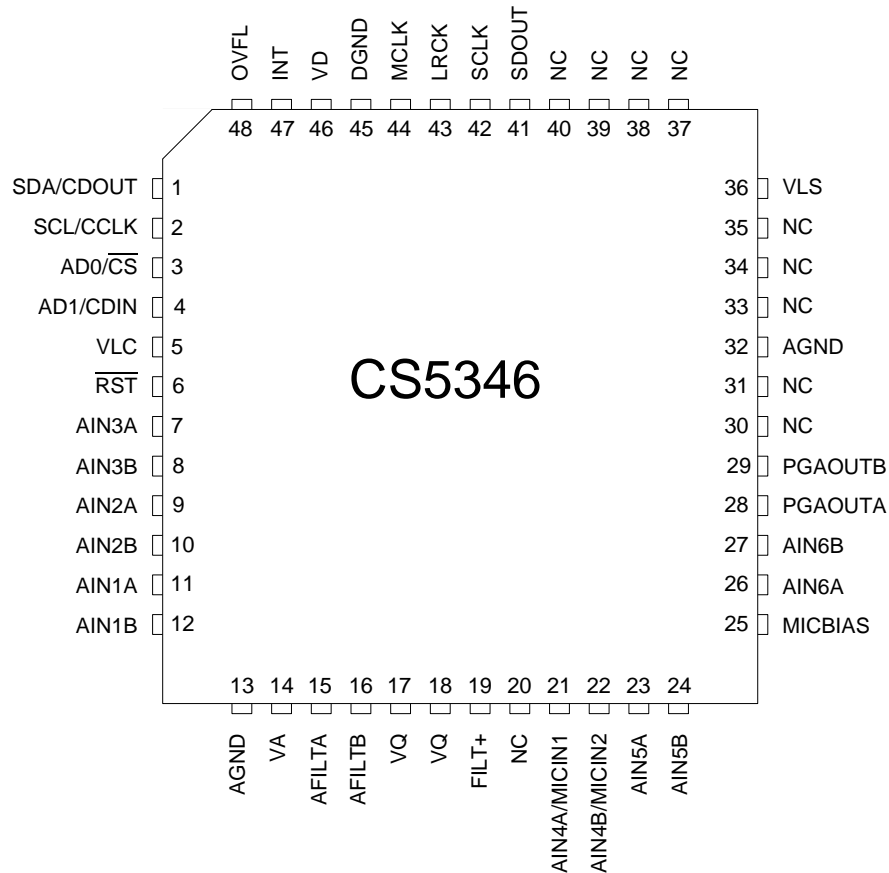 OVFL
INT
VD
DGND
MCLK
LRCK
SCLK
SDOUT
NC
NC
NC
NC
48 47 46 45 44 43 42 41 40 39 38 37
SDA/CDOUT 1
SCL/CCLK 2
AD0/C̅S̅ 3
AD1/CDIN 4
VLC 5
R̅S̅T̅ 6
AIN3A 7
AIN3B 8
AIN2A 9
AIN2B 10
AIN1A 11
AIN1B 12
CS5346
36 VLS
35 NC
34 NC
33 NC
32 AGND
31 NC
30 NC
29 PGAOUTB
28 PGAOUTA
27 AIN6B
26 AIN6A
25 MICBIAS
13 14 15 16 17 18 19 20 21 22 23 24
AGND
VA
AFILTA
AFILTB
VQ
VQ
FILT+
NC
AIN4A/MICIN1
AIN4B/MICIN2
AIN5A
AIN5B